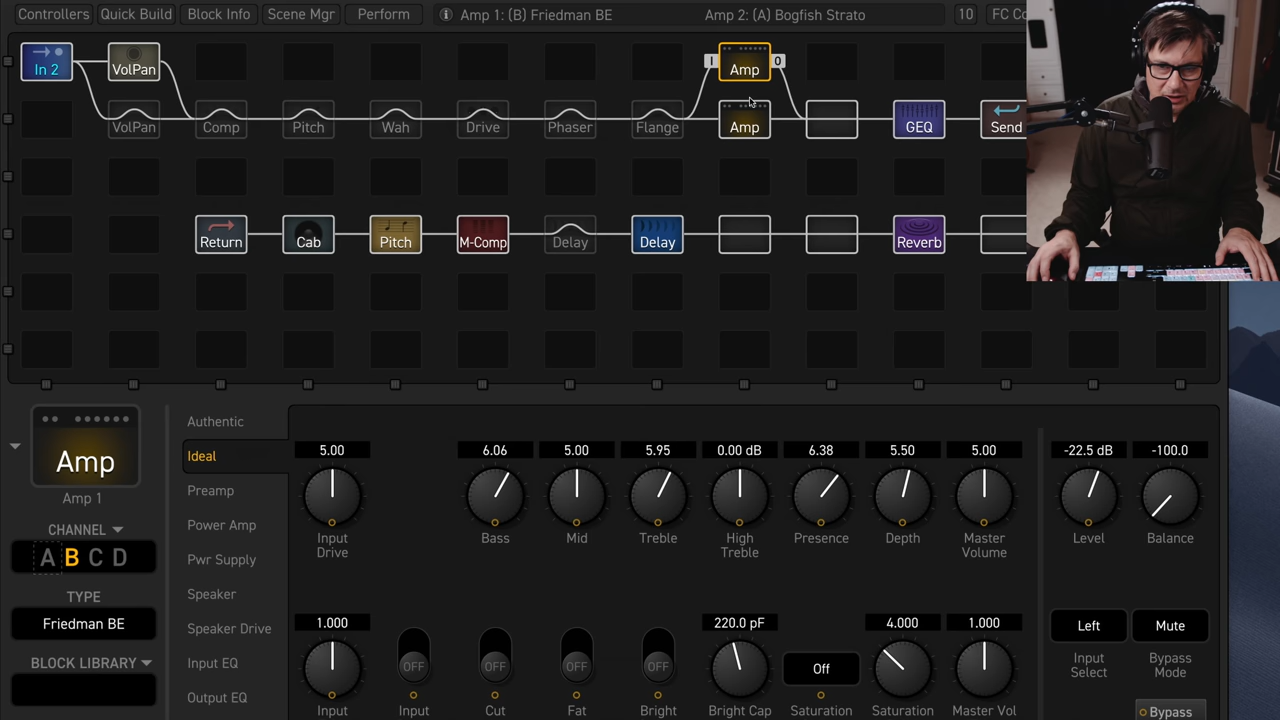 Controllers Quick Build Block Info Scene Mgr Perform Amp 1: (B) Friedman BE Amp 2: (A) Bogfish Strato 10 FC Co
In 2 VolPan I Amp O
VolPan Comp Pitch Wah Drive Phaser Flange Amp GEQ Send
Return Cab Pitch M-Comp Delay Delay Reverb
Amp
Amp 1
CHANNEL
A B C D
TYPE
Friedman BE
BLOCK LIBRARY
Authentic
Ideal
Preamp
Power Amp
Pwr Supply
Speaker
Speaker Drive
Input EQ
Output EQ
5.00 6.06 5.00 5.95 0.00 dB 6.38 5.50 5.00 -22.5 dB -100.0
Input Drive Bass Mid Treble High Treble Presence Depth Master Volume Level Balance
1.000 OFF OFF OFF OFF 220.0 pF Off 4.000 1.000 Left Mute
Input Select Bypass Mode
Input Input Cut Fat Bright Bright Cap Saturation Saturation Master Vol Bypass